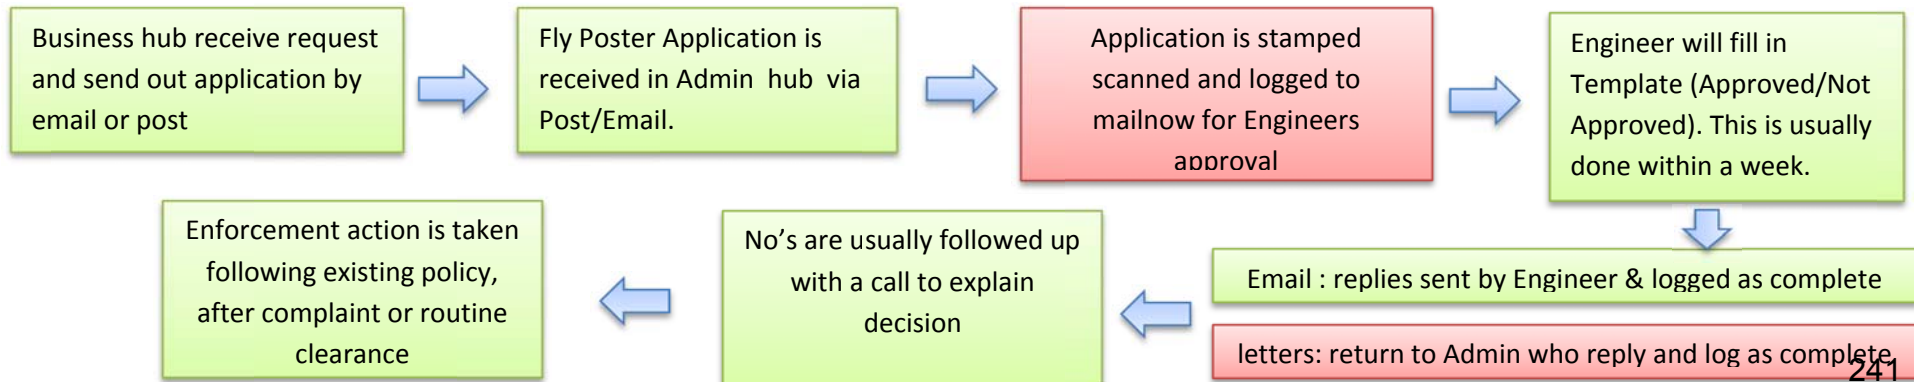 Business hub receive request
and send out application by
email or post
Fly Poster Application is
received in Admin hub via
Post/Email.
Application is stamped
scanned and logged to
mailnow for Engineers
approval
Engineer will fill in
Template (Approved/Not
Approved). This is usually
done within a week.
Email : replies sent by Engineer & logged as complete
letters: return to Admin who reply and log as complete
No’s are usually followed up
with a call to explain
decision
Enforcement action is taken
following existing policy,
after complaint or routine
clearance
241